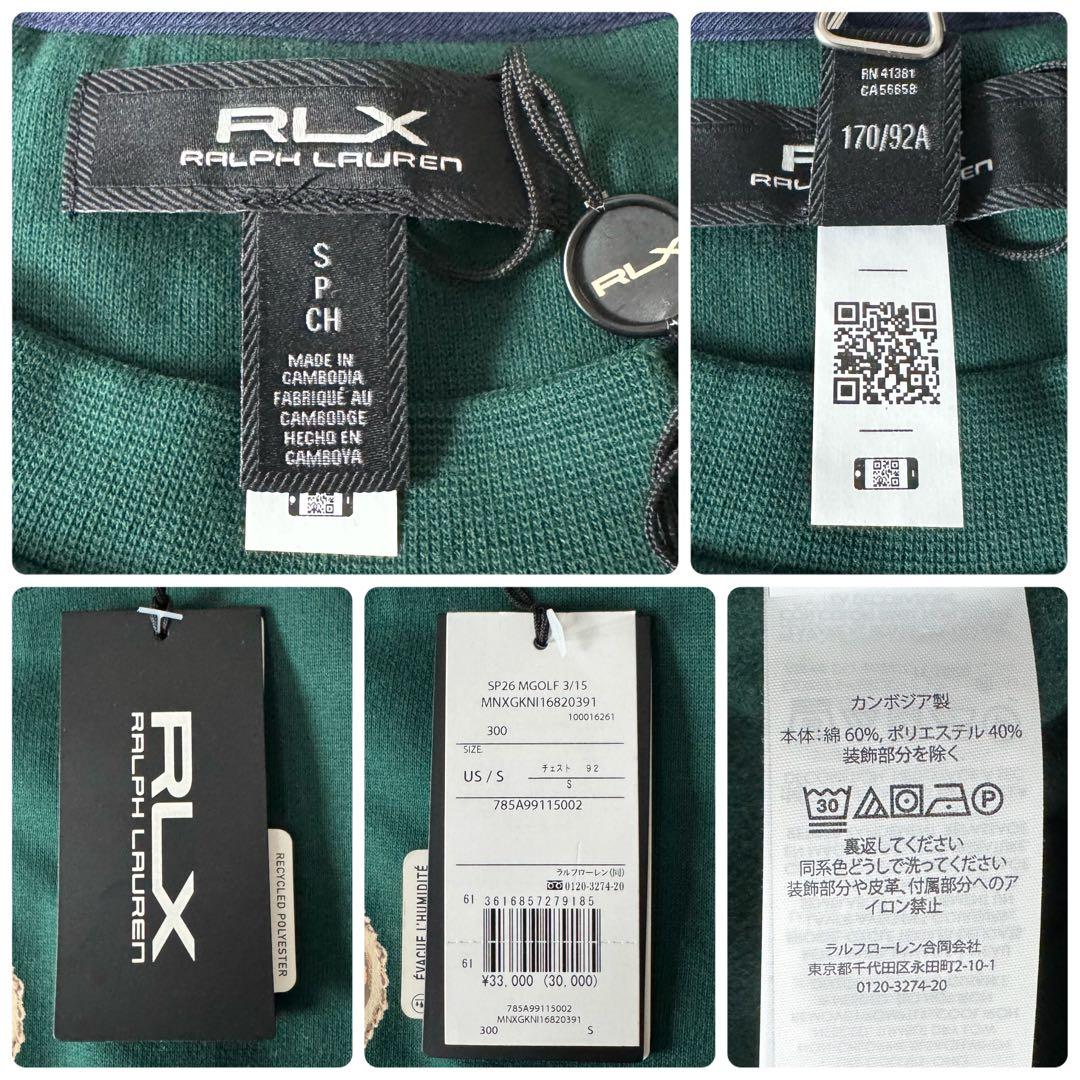 RLX
RALPH LAUREN
S
P
CH
MADE IN
CAMBODIA
FABRIQUÉ AU
CAMBODGE
HECHO EN
CAMBOYA
RLX
RN 41381
CA 56658
170/92A
RLX
RALPH LAUREN
RECYCLED POLYESTER
SP26 MGOLF 3/15
MNXGKNI16820391
100016261
300
SIZE
US / S
チェスト 92
S
785A99115002
ラルフローレン(同)
0120-3274-20
61 3616857279185
61
¥33,000 (30,000)
785A99115002
MNXGKNI16820391
300 S
ÉVACUE L'HUMIDITÉ
カンボジア製
本体：綿 60%, ポリエステル 40%
装飾部分を除く
30
P
裏返してください
同系色どうしで洗ってください
装飾部分や皮革、付属部分へのア
イロン禁止
ラルフローレン合同会社
東京都千代田区永田町2-10-1
0120-3274-20